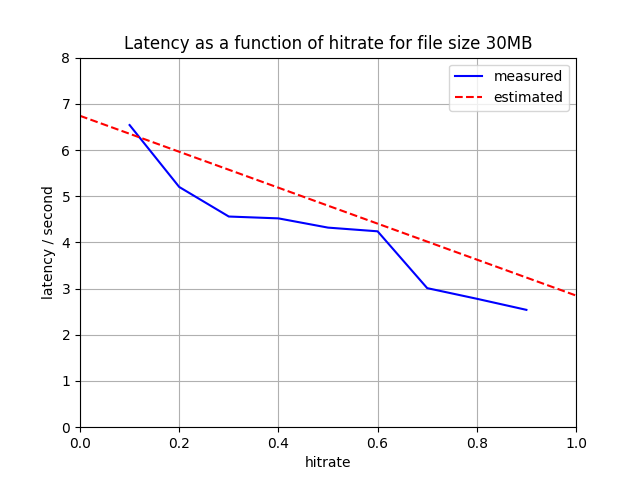 Latency as a function of hitrate for file size 30MB
measured
estimated
8
7
6
5
4
3
2
1
0
latency / second
0.0 0.2 0.4 0.6 0.8 1.0
hitrate